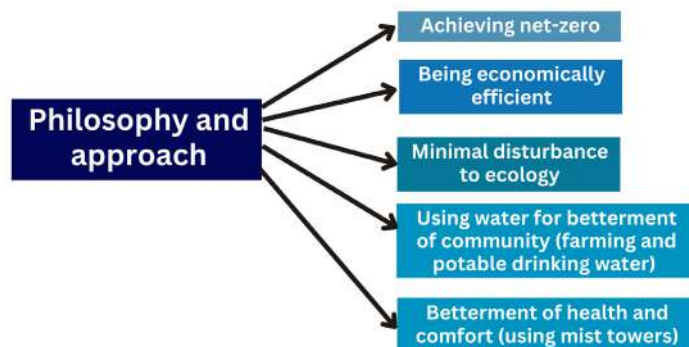 Philosophy and
approach
Achieving net-zero
Being economically
efficient
Minimal disturbance
to ecology
Using water for betterment
of community (farming and
potable drinking water)
Betterment of health and
comfort (using mist towers)